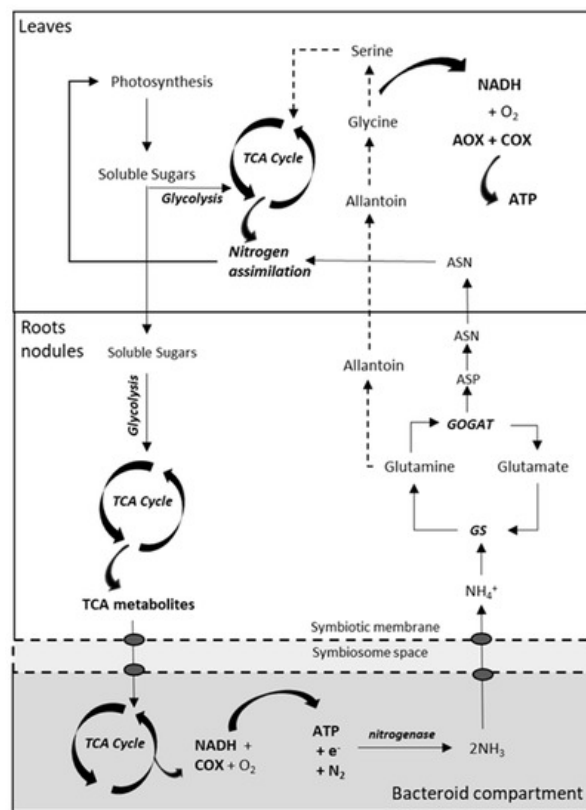 Leaves
Serine
Photosynthesis
NADH
+ O₂
Glycine
AOX + COX
TCA Cycle
Soluble Sugars
Glycolysis
ATP
Allantoin
Nitrogen
assimilation
ASN
Roots
nodules
Soluble Sugars
ASN
Allantoin
ASP
Glycolysis
GOGAT
Glutamine
Glutamate
TCA Cycle
GS
NH₄⁺
TCA metabolites
Symbiotic membrane
Symbiosome space
TCA Cycle
NADH +
COX + O₂
ATP
+ e⁻
+ N₂
nitrogenase
2NH₃
Bacteroid compartment